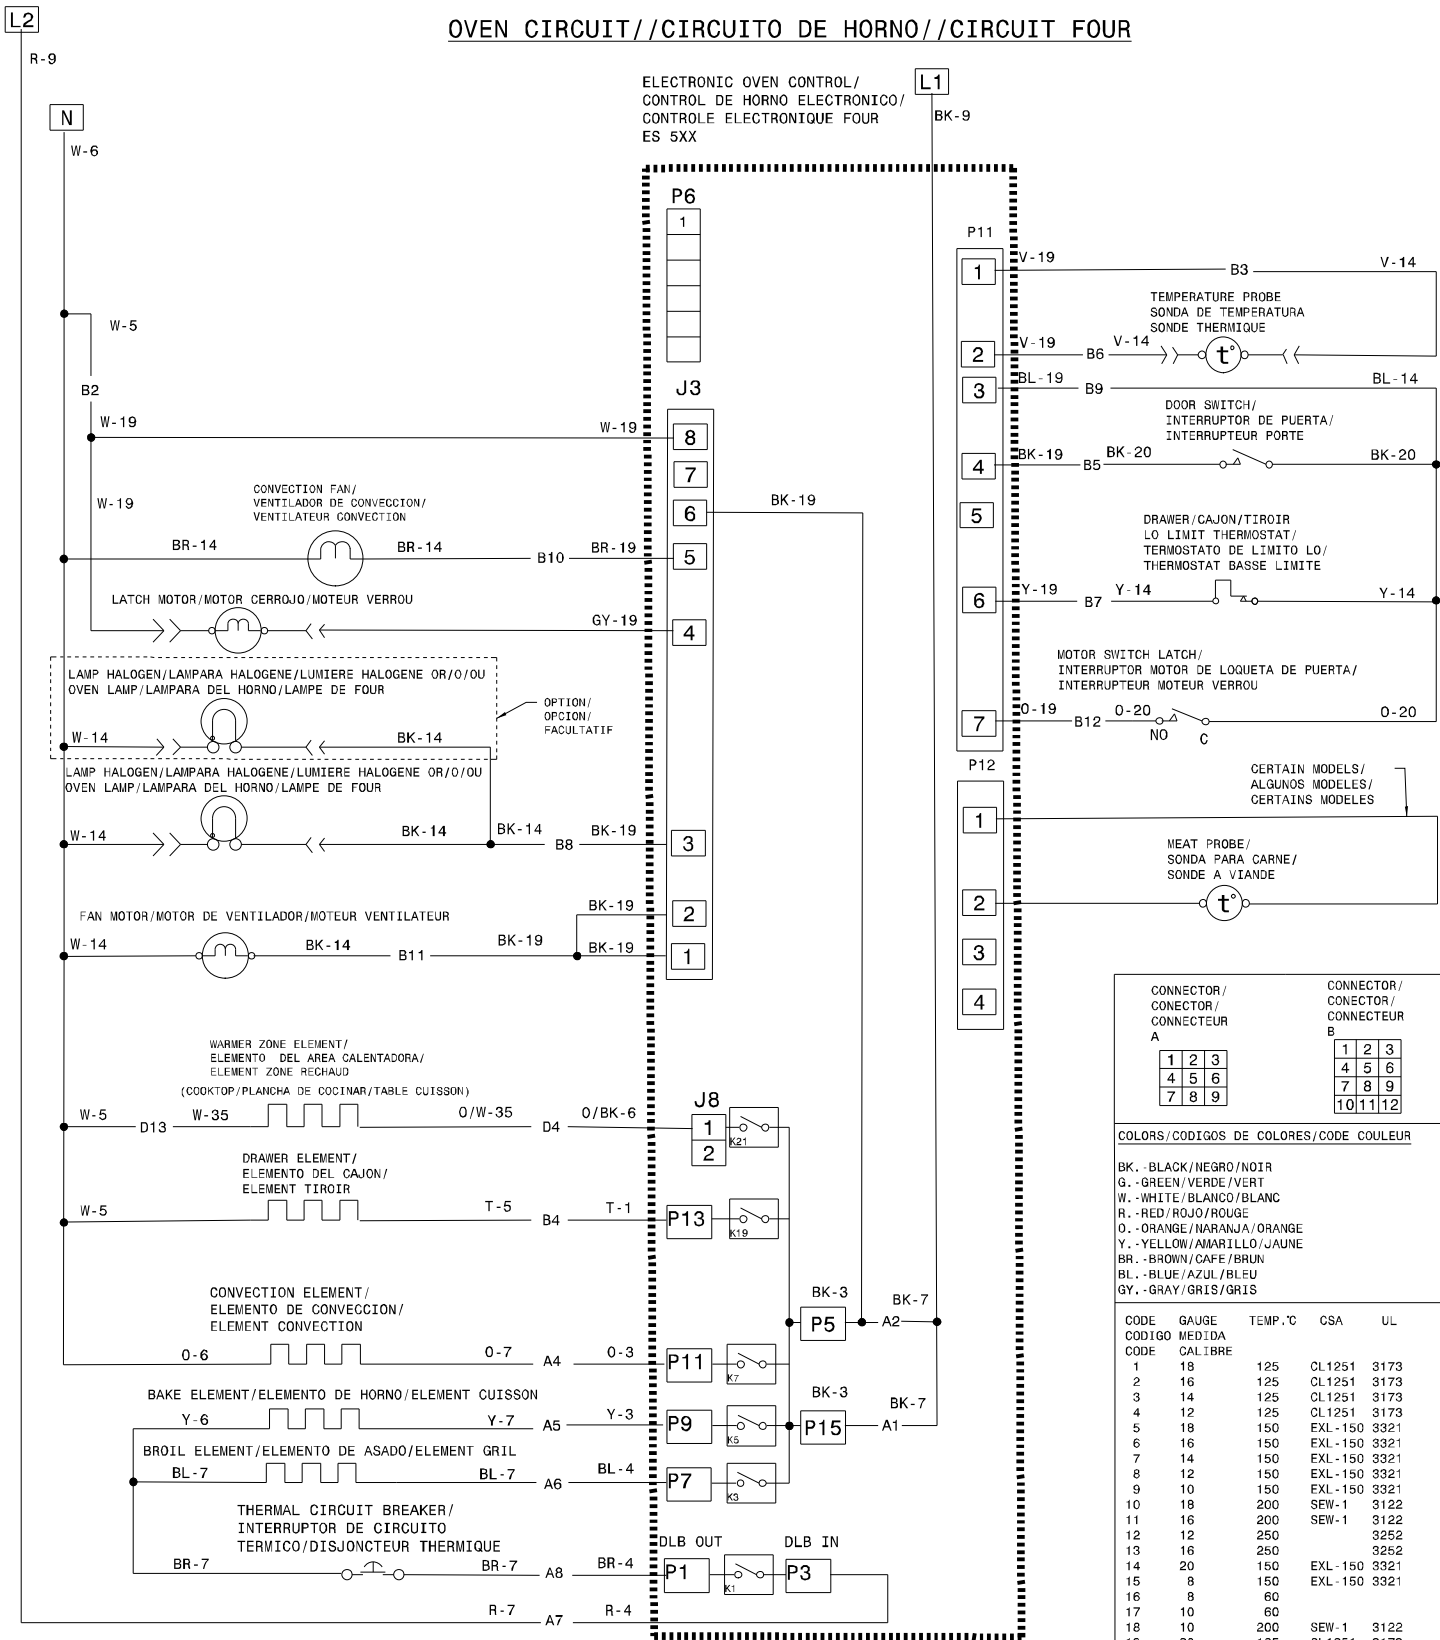 L2
OVEN CIRCUIT//CIRCUITO DE HORNO//CIRCUIT FOUR
R-9
N
W-6
ELECTRONIC OVEN CONTROL/
CONTROL DE HORNO ELECTRONICO/
CONTROLE ELECTRONIQUE FOUR
ES 5XX
L1
BK-9
P6
1
W-5
B2
J3
W-19
W-19
8
7
W-19
CONVECTION FAN/
VENTILADOR DE CONVECCION/
VENTILATEUR CONVECTION
6
BK-19
BR-14
BR-14
B10
BR-19
5
LATCH MOTOR/MOTOR CERROJO/MOTEUR VERROU
GY-19
4
LAMP HALOGEN/LAMPARA HALOGENE/LUMIERE HALOGENE OR/O/OU
OVEN LAMP/LAMPARA DEL HORNO/LAMPE DE FOUR
OPTION/
OPCION/
FACULTATIF
W-14
BK-14
LAMP HALOGEN/LAMPARA HALOGENE/LUMIERE HALOGENE OR/O/OU
OVEN LAMP/LAMPARA DEL HORNO/LAMPE DE FOUR
W-14
BK-14
BK-14
B8
BK-19
3
FAN MOTOR/MOTOR DE VENTILADOR/MOTEUR VENTILATEUR
BK-19
2
W-14
BK-14
B11
BK-19
BK-19
1
P11
V-19
1
B3
V-14
TEMPERATURE PROBE
SONDA DE TEMPERATURA
SONDE THERMIQUE
V-19
2
B6
V-14
t°
BL-19
3
B9
BL-14
DOOR SWITCH/
INTERRUPTOR DE PUERTA/
INTERRUPTEUR PORTE
BK-19
4
B5
BK-20
BK-20
5
DRAWER/CAJON/TIROIR
LO LIMIT THERMOSTAT/
TERMOSTATO DE LIMITO LO/
THERMOSTAT BASSE LIMITE
Y-19
6
B7
Y-14
Y-14
MOTOR SWITCH LATCH/
INTERRUPTOR MOTOR DE LOQUETA DE PUERTA/
INTERRUPTEUR MOTEUR VERROU
O-19
7
B12
O-20
NO
C
O-20
P12
CERTAIN MODELS/
ALGUNOS MODELES/
CERTAINS MODELES
1
MEAT PROBE/
SONDA PARA CARNE/
SONDE A VIANDE
2
t°
3
4
WARMER ZONE ELEMENT/
ELEMENTO DEL AREA CALENTADORA/
ELEMENT ZONE RECHAUD
(COOKTOP/PLANCHA DE COCINAR/TABLE CUISSON)
W-5
D13
W-35
O/W-35
D4
O/BK-6
J8
1
2
K21
DRAWER ELEMENT/
ELEMENTO DEL CAJON/
ELEMENT TIROIR
W-5
T-5
B4
T-1
P13
K19
CONVECTION ELEMENT/
ELEMENTO DE CONVECCION/
ELEMENT CONVECTION
BK-3
P5
A2
BK-7
O-6
O-7
A4
O-3
P11
K7
BAKE ELEMENT/ELEMENTO DE HORNO/ELEMENT CUISSON
BK-3
BK-7
Y-6
Y-7
A5
Y-3
P9
K5
P15
A1
BROIL ELEMENT/ELEMENTO DE ASADO/ELEMENT GRIL
BL-7
BL-7
A6
BL-4
P7
K3
THERMAL CIRCUIT BREAKER/
INTERRUPTOR DE CIRCUITO
TERMICO/DISJONCTEUR THERMIQUE
DLB OUT
DLB IN
BR-7
BR-7
A8
BR-4
P1
K1
P3
R-7
A7
R-4
CONNECTOR/
CONECTOR/
CONNECTEUR
A
1 2 3
4 5 6
7 8 9
CONNECTOR/
CONECTOR/
CONNECTEUR
B
1 2 3
4 5 6
7 8 9
10 11 12
COLORS/CODIGOS DE COLORES/CODE COULEUR
BK.-BLACK/NEGRO/NOIR
G.-GREEN/VERDE/VERT
W.-WHITE/BLANCO/BLANC
R.-RED/ROJO/ROUGE
O.-ORANGE/NARANJA/ORANGE
Y.-YELLOW/AMARILLO/JAUNE
BR.-BROWN/CAFE/BRUN
BL.-BLUE/AZUL/BLEU
GY.-GRAY/GRIS/GRIS
CODE GAUGE TEMP.°C CSA UL
CODIGO MEDIDA
CODE CALIBRE
1 18 125 CL1251 3173
2 16 125 CL1251 3173
3 14 125 CL1251 3173
4 12 125 CL1251 3173
5 18 150 EXL-150 3321
6 16 150 EXL-150 3321
7 14 150 EXL-150 3321
8 12 150 EXL-150 3321
9 10 150 EXL-150 3321
10 18 200 SEW-1 3122
11 16 200 SEW-1 3122
12 12 250 3252
13 16 250 3252
14 20 150 EXL-150 3321
15 8 150 EXL-150 3321
16 8 60
17 10 60
18 10 200 SEW-1 3122